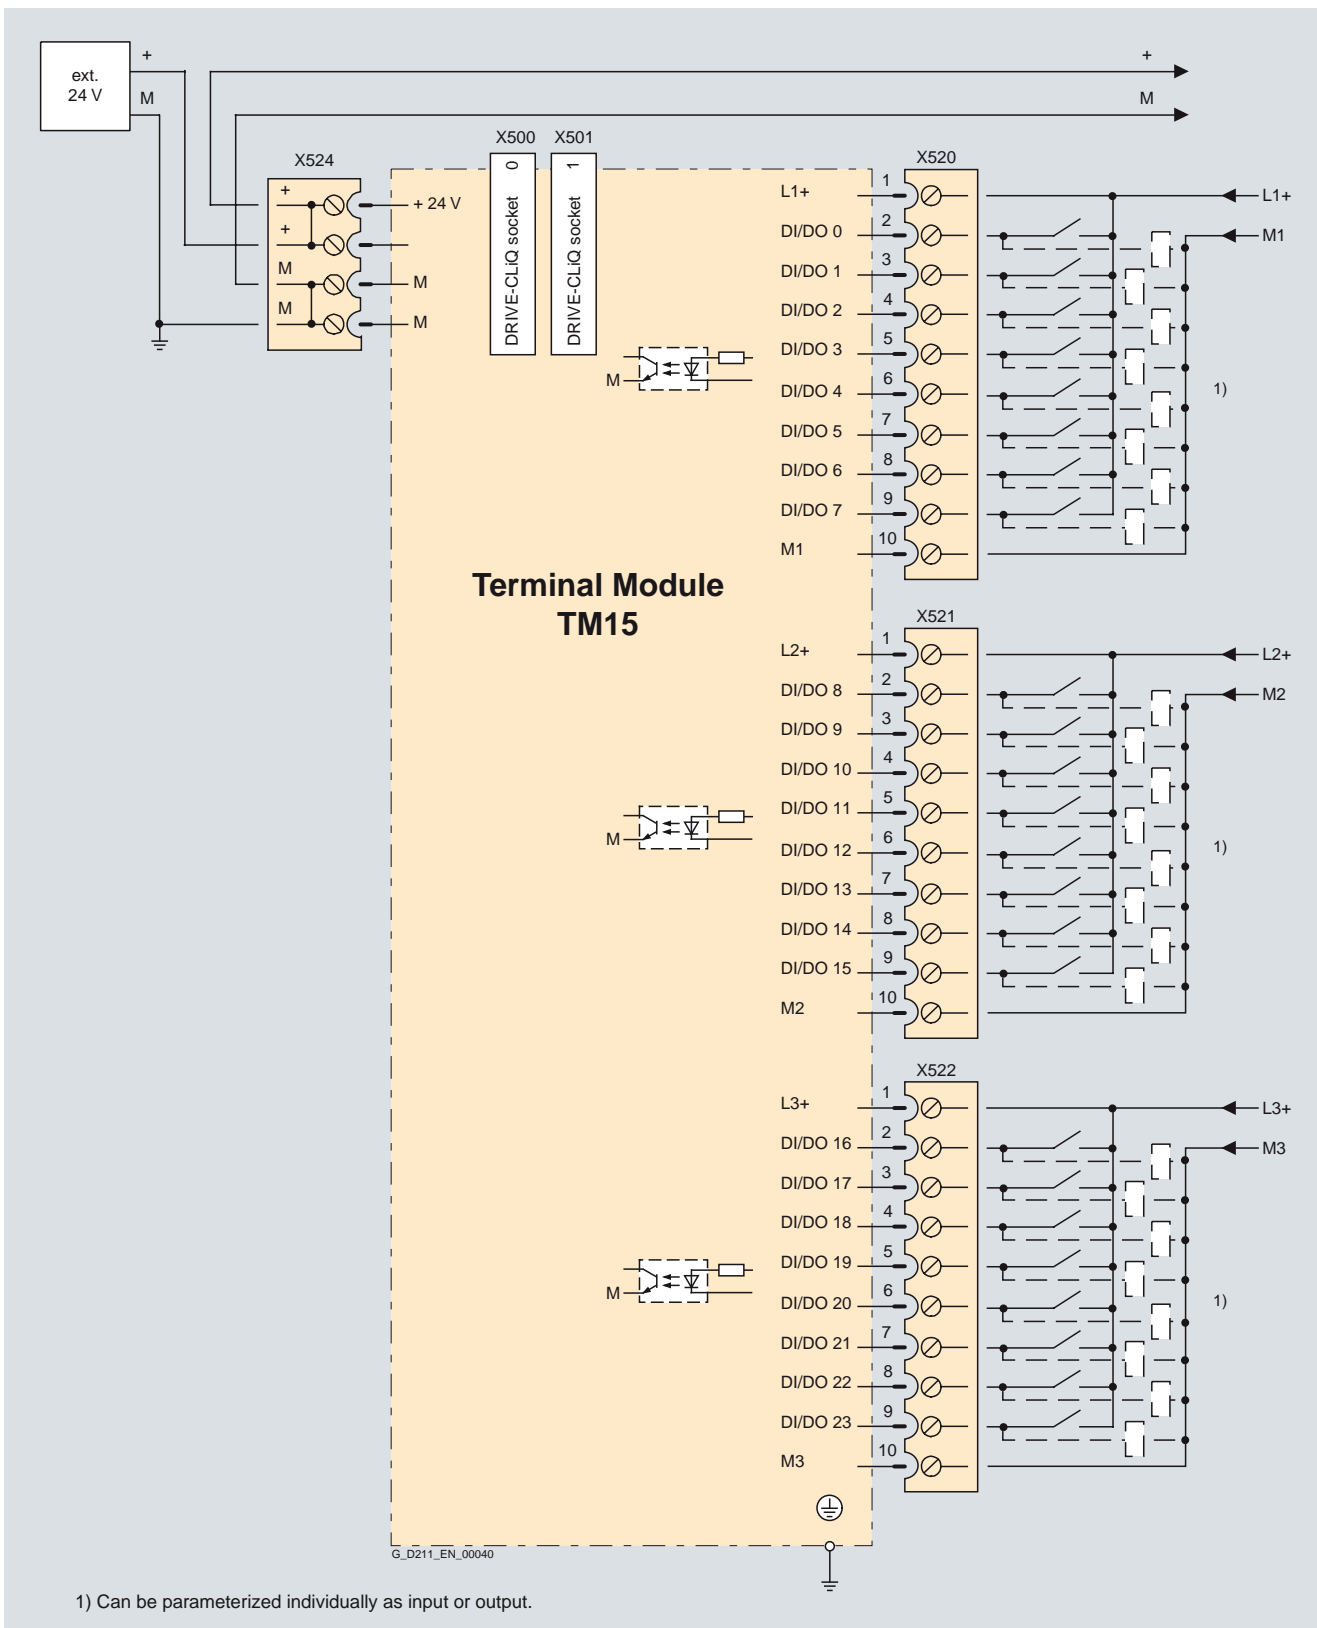 +
ext.
24 V
M
+
M
X500 X501
X524
X520
+
+ 24 V
+
M
M
M
M
DRIVE-CLiQ socket 0
DRIVE-CLiQ socket 1
L1+ 1 L1+
DI/DO 0 2 M1
DI/DO 1 3
DI/DO 2 4
DI/DO 3 5
M
DI/DO 4 6 1)
DI/DO 5 7
DI/DO 6 8
DI/DO 7 9
M1 10
Terminal Module
TM15
X521
L2+ 1 L2+
DI/DO 8 2 M2
DI/DO 9 3
DI/DO 10 4
DI/DO 11 5
M
DI/DO 12 6 1)
DI/DO 13 7
DI/DO 14 8
DI/DO 15 9
M2 10
X522
L3+ 1 L3+
DI/DO 16 2 M3
DI/DO 17 3
DI/DO 18 4
DI/DO 19 5
M
DI/DO 20 6 1)
DI/DO 21 7
DI/DO 22 8
DI/DO 23 9
M3 10
G_D211_EN_00040
1) Can be parameterized individually as input or output.